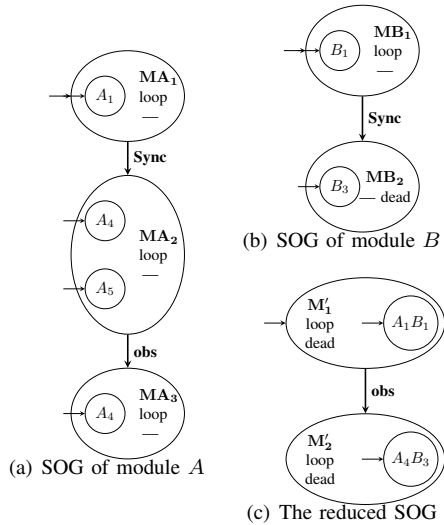 MA₁
A₁
loop
—
Sync
A₄
MA₂
loop
—
A₅
obs
MA₃
A₄
loop
—
(a) SOG of module A
MB₁
B₁
loop
—
Sync
MB₂
B₃
— dead
(b) SOG of module B
M′₁
loop
A₁B₁
dead
obs
M′₂
loop
A₄B₃
dead
(c) The reduced SOG